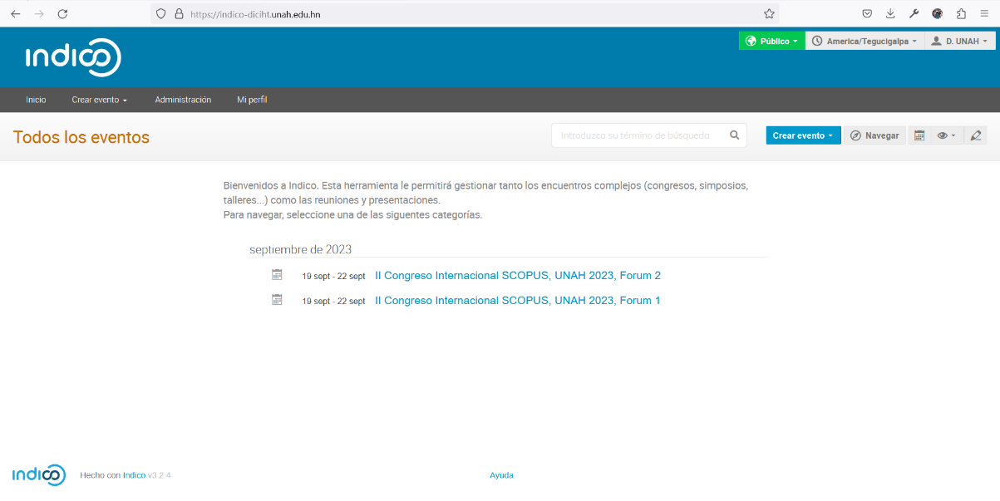 https://indico-diciht.unah.edu.hn
indico
Público
America/Tegucigalpa
D. UNAH
Inicio
Crear evento
Administración
Mi perfil
Todos los eventos
Introduzca su término de búsqueda
Crear evento
Navegar
Bienvenidos a Indico. Esta herramienta le permitirá gestionar tanto los encuentros complejos (congresos, simposios,
talleres...) como las reuniones y presentaciones.
Para navegar, seleccione una de las siguentes categorías.
septiembre de 2023
19 sept - 22 sept II Congreso Internacional SCOPUS, UNAH 2023, Forum 2
19 sept - 22 sept II Congreso Internacional SCOPUS, UNAH 2023, Forum 1
indico
Hecho con Indico v3.2.4
Ayuda